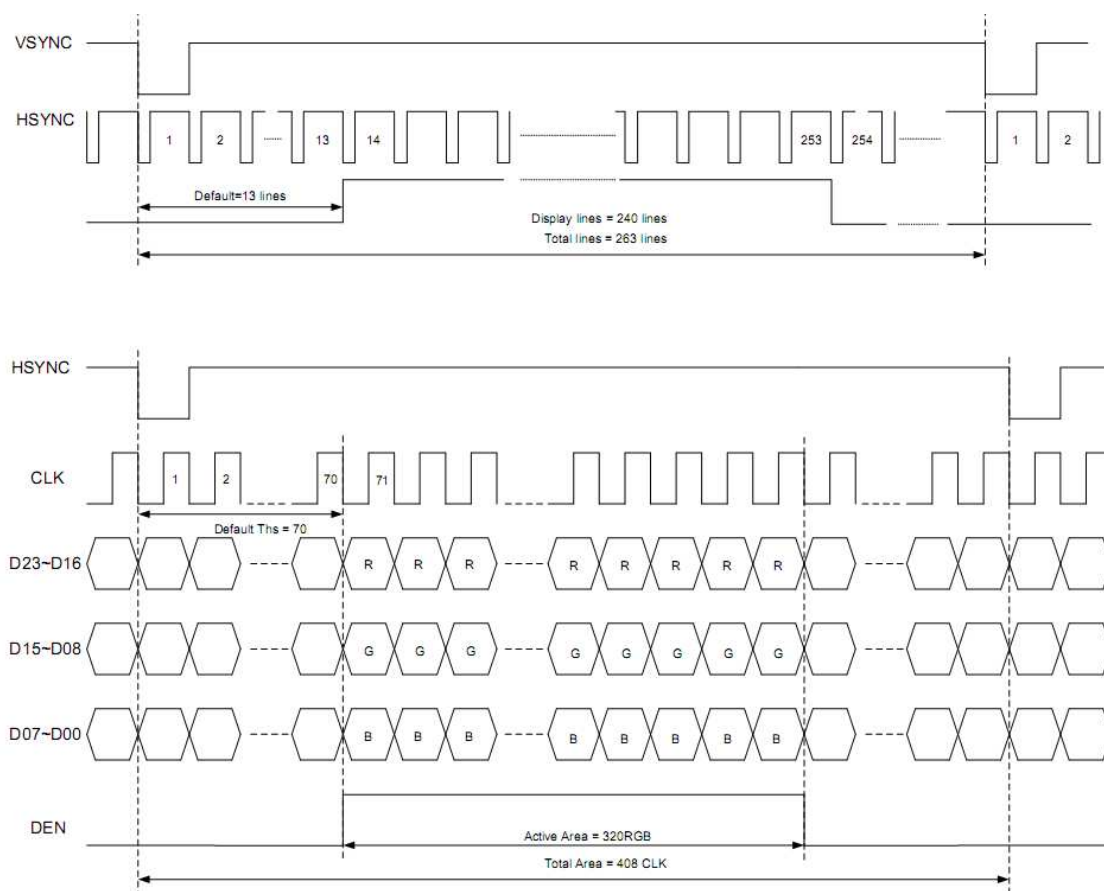 VSYNC
HSYNC 1 2 13 14 253 254 1 2
Default=13 lines
Display lines = 240 lines
Total lines = 263 lines
HSYNC
CLK 1 2 70 71
Default Ths = 70
D23~D16 R R R R R R R R
D15~D08 G G G G G G G G
D07~D00 B B B B B B B B
DEN
Active Area = 320RGB
Total Area = 408 CLK